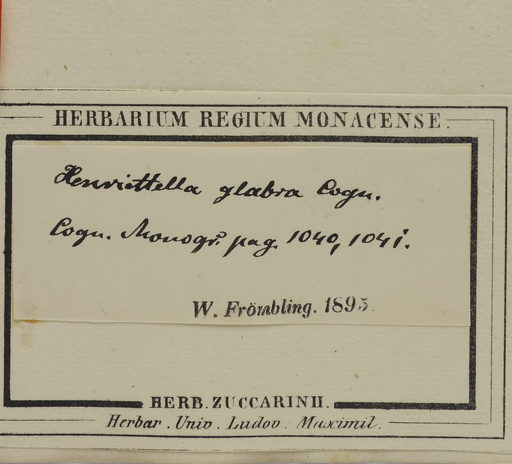 HERBARIUM REGIUM MONACENSE.
Henriettella glabra Cogn.
Cogn. Monogr. pag. 1040, 1041.
W. Frömbling. 1895.
HERB. ZUCCARINII.
Herbar. Univ. Ludov. Maximil.